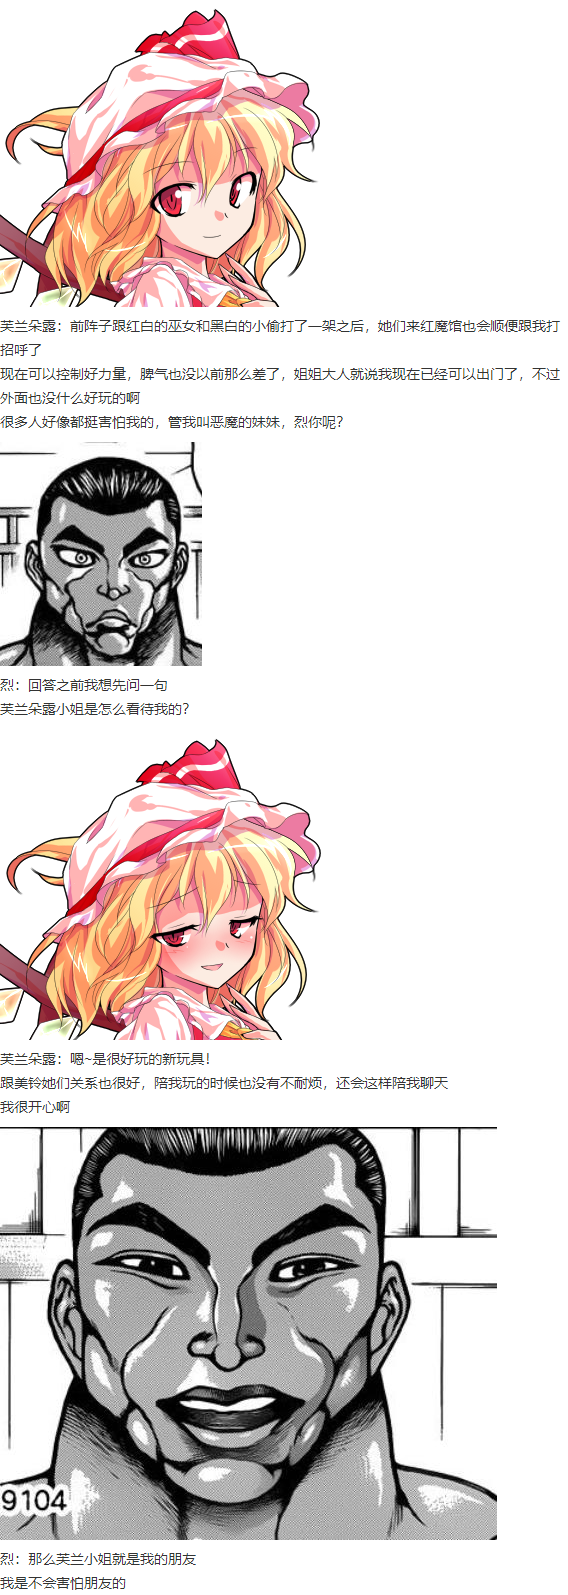 芙兰朵露：前阵子跟红白的巫女和黑白的小偷打了一架之后，她们来红魔馆也会顺便跟我打
招呼了
现在可以控制好力量，脾气也没以前那么差了，姐姐大人就说我现在已经可以出门了，不过
外面也没什么好玩的啊
很多人好像都挺害怕我的，管我叫恶魔的妹妹，烈你呢？
烈：回答之前我想先问一句
芙兰朵露小姐是怎么看待我的？
芙兰朵露：嗯~是很好玩的新玩具！
跟美铃她们关系也很好，陪我玩的时候也没有不耐烦，还会这样陪我聊天
我很开心啊
9104
烈：那么芙兰小姐就是我的朋友
我是不会害怕朋友的